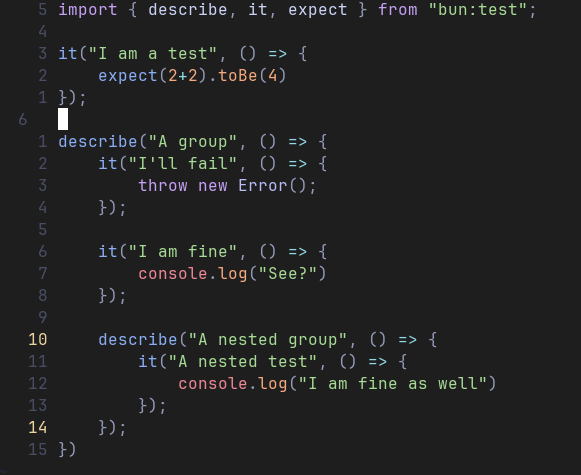 5 import { describe, it, expect } from "bun:test";
4
3 it("I am a test", () => {
2     expect(2+2).toBe(4)
1 });
6
1 describe("A group", () => {
2     it("I'll fail", () => {
3         throw new Error();
4     });
5
6     it("I am fine", () => {
7         console.log("See?")
8     });
9
10     describe("A nested group", () => {
11         it("A nested test", () => {
12             console.log("I am fine as well")
13         });
14     });
15 })